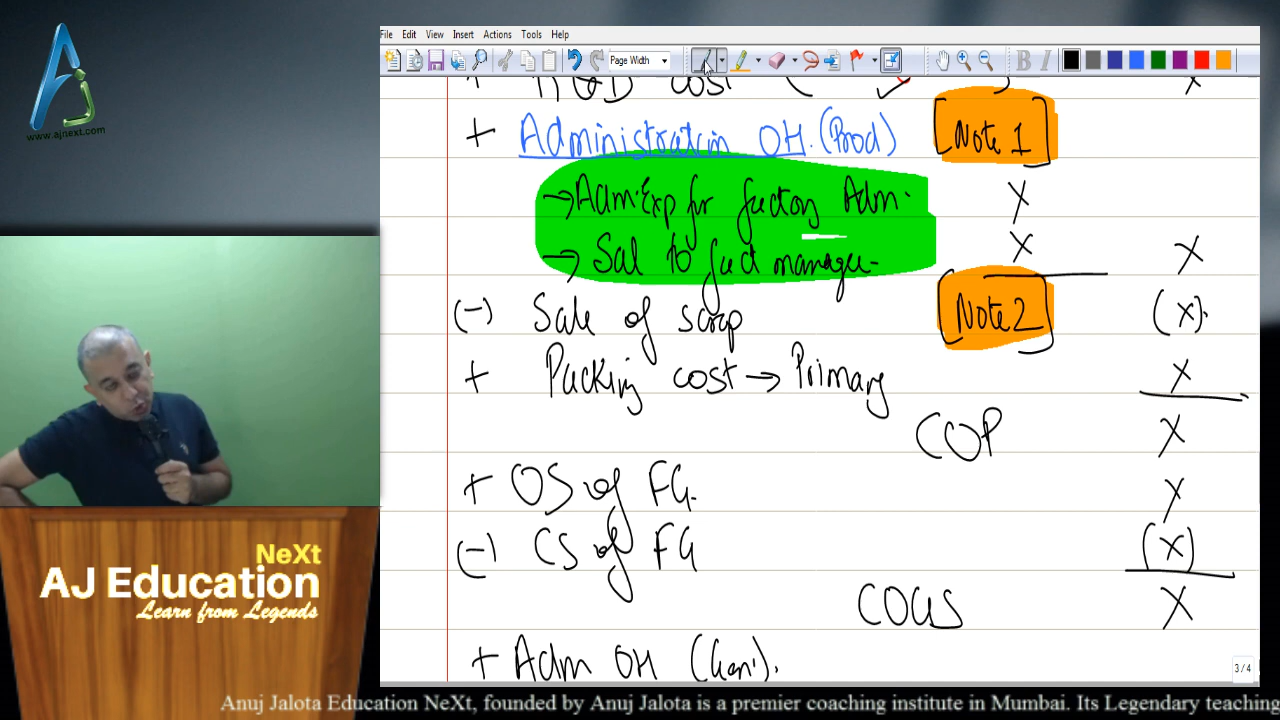 File Edit View Insert Actions Tools Help
Page Width
B I
www.ajnext.com
+ R&D cost ( ) X
+ Administration OH. (Prod) [Note 1]
→ Adm. Exp for factory Adm. X
→ Sal to fact manager X X
(-) Sale of scrap [Note 2] (X)
+ Packing cost → Primary X
COP X
+ OS of FG. X
(-) CS of FG (X)
COGS X
+ Adm OH (Gen).
3/4
NeXt
AJ Education
Learn from Legends
Anuj Jalota Education NeXt, founded by Anuj Jalota is a premier coaching institute in Mumbai. Its Legendary teaching